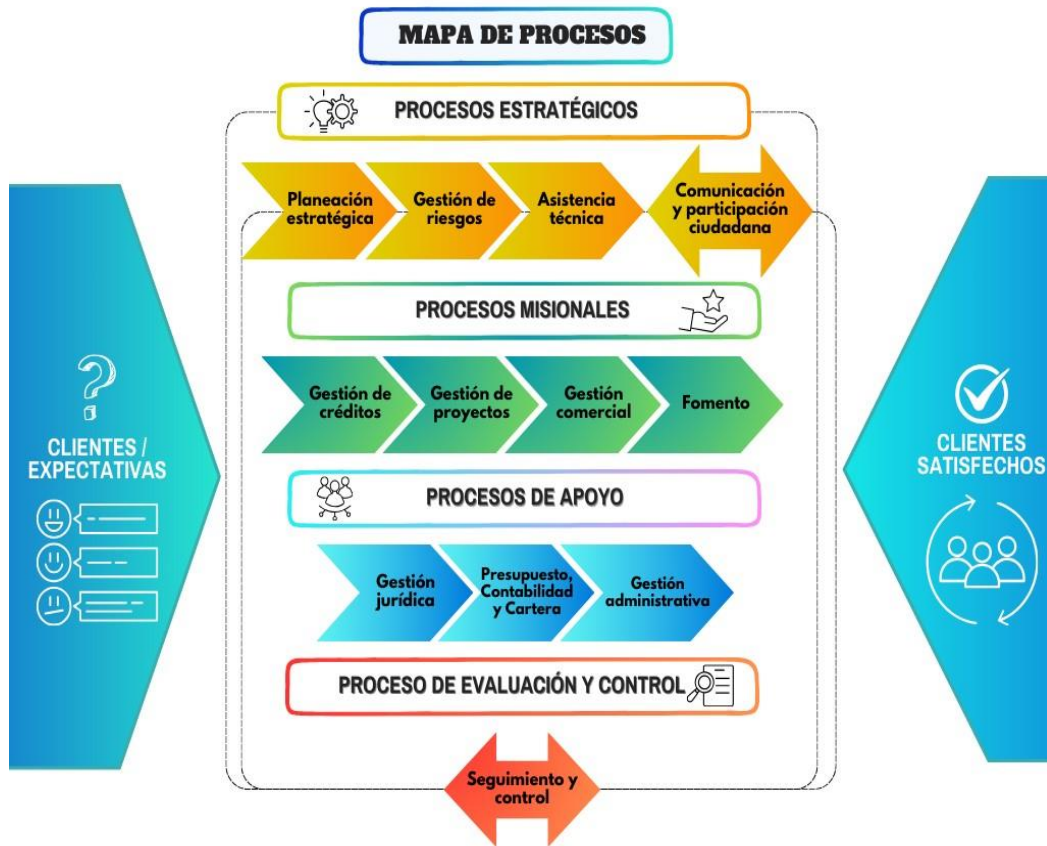 MAPA DE PROCESOS
PROCESOS ESTRATÉGICOS
Planeación
estratégica
Gestión de
riesgos
Asistencia
técnica
Comunicación
y participación
ciudadana
PROCESOS MISIONALES
Gestión de
créditos
Gestión de
proyectos
Gestión
comercial
Fomento
CLIENTES /
EXPECTATIVAS
CLIENTES
SATISFECHOS
PROCESOS DE APOYO
Gestión
jurídica
Presupuesto,
Contabilidad
y Cartera
Gestión
administrativa
PROCESO DE EVALUACIÓN Y CONTROL
Seguimiento y
control